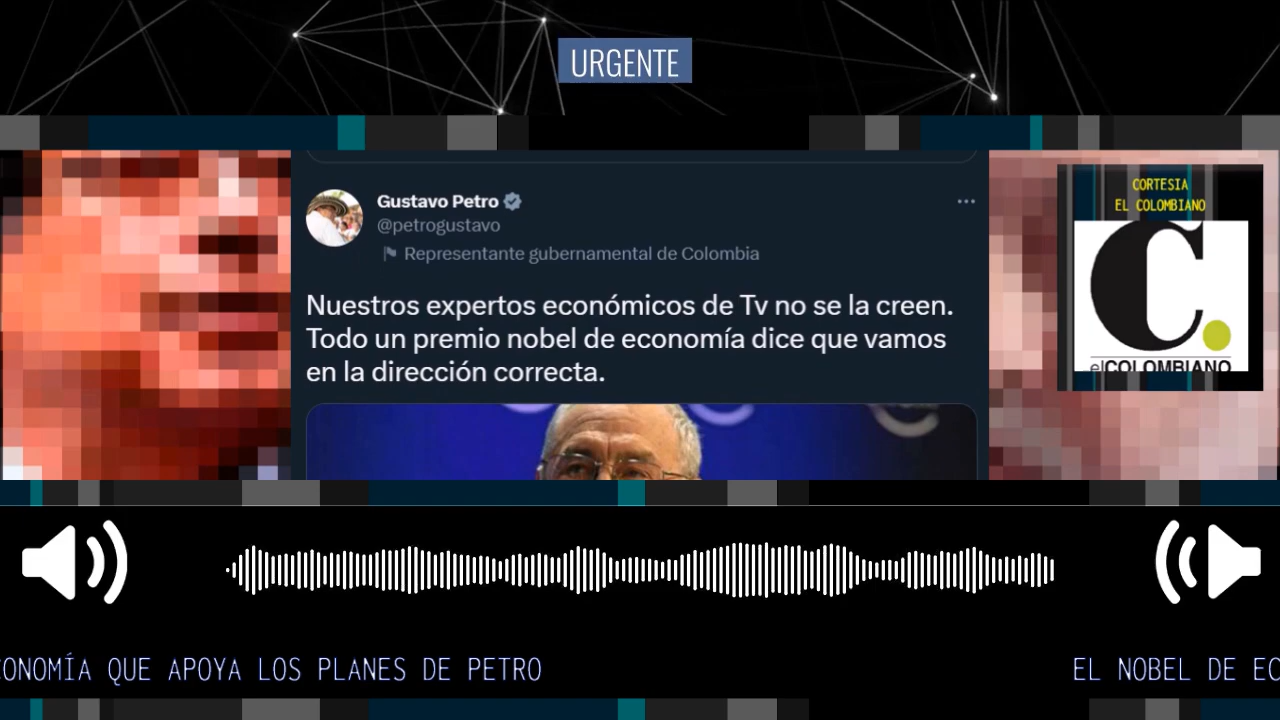 URGENTE
Gustavo Petro
@petrogustavo
Representante gubernamental de Colombia
Nuestros expertos económicos de Tv no se la creen.
Todo un premio nobel de economía dice que vamos
en la dirección correcta.
CORTESIA
EL COLOMBIANO
C.
elCOLOMBIANO
CONOMÍA QUE APOYA LOS PLANES DE PETRO
EL NOBEL DE EC